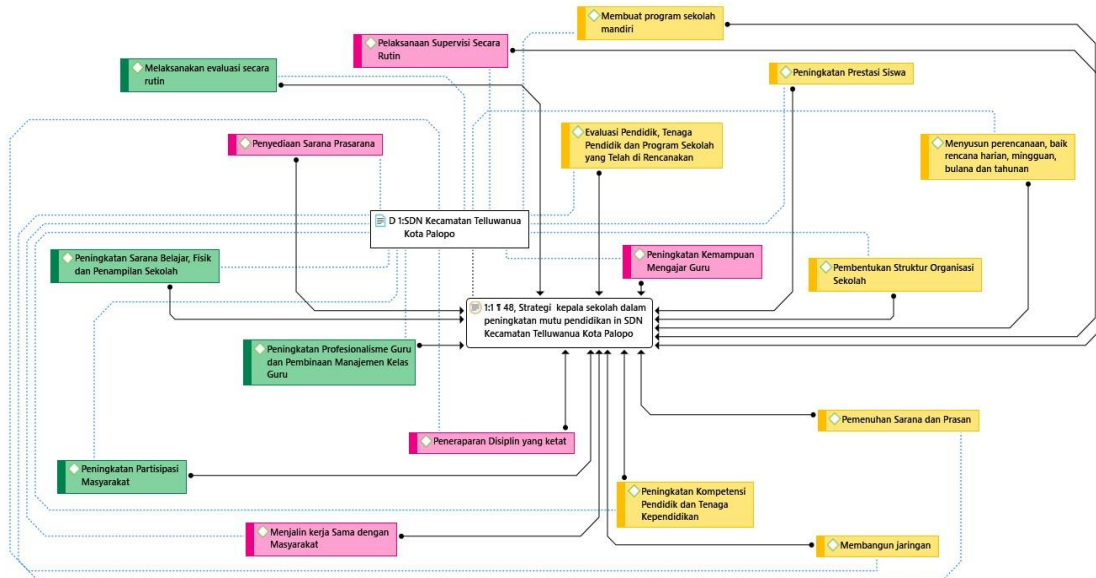 Membuat program sekolah
mandiri
Pelaksanaan Supervisi Secara
Rutin
Melaksanakan evaluasi secara
rutin
Peningkatan Prestasi Siswa
Penyediaan Sarana Prasarana
Evaluasi Pendidik, Tenaga
Pendidik dan Program Sekolah
yang Telah di Rencanakan
Menyusun perencanaan, baik
rencana harian, mingguan,
bulana dan tahunan
D 1:SDN Kecamatan Telluwanua
Kota Palopo
Peningkatan Sarana Belajar, Fisik
dan Penampilan Sekolah
Peningkatan Kemampuan
Mengajar Guru
Pembentukan Struktur Organisasi
Sekolah
1:1 ¶ 48, Strategi kepala sekolah dalam
peningkatan mutu pendidikan in SDN
Kecamatan Telluwanua Kota Palopo
Peningkatan Profesionalisme Guru
dan Pembinaan Manajemen Kelas
Guru
Pemenuhan Sarana dan Prasan
Peneraparan Disiplin yang ketat
Peningkatan Partisipasi
Masyarakat
Peningkatan Kompetensi
Pendidik dan Tenaga
Kependidikan
Menjalin kerja Sama dengan
Masyarakat
Membangun jaringan